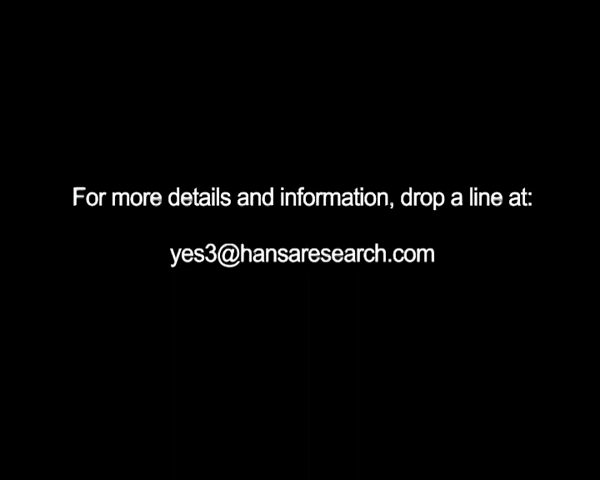 For more details and information, drop a line at:
yes3@hansaresearch.com